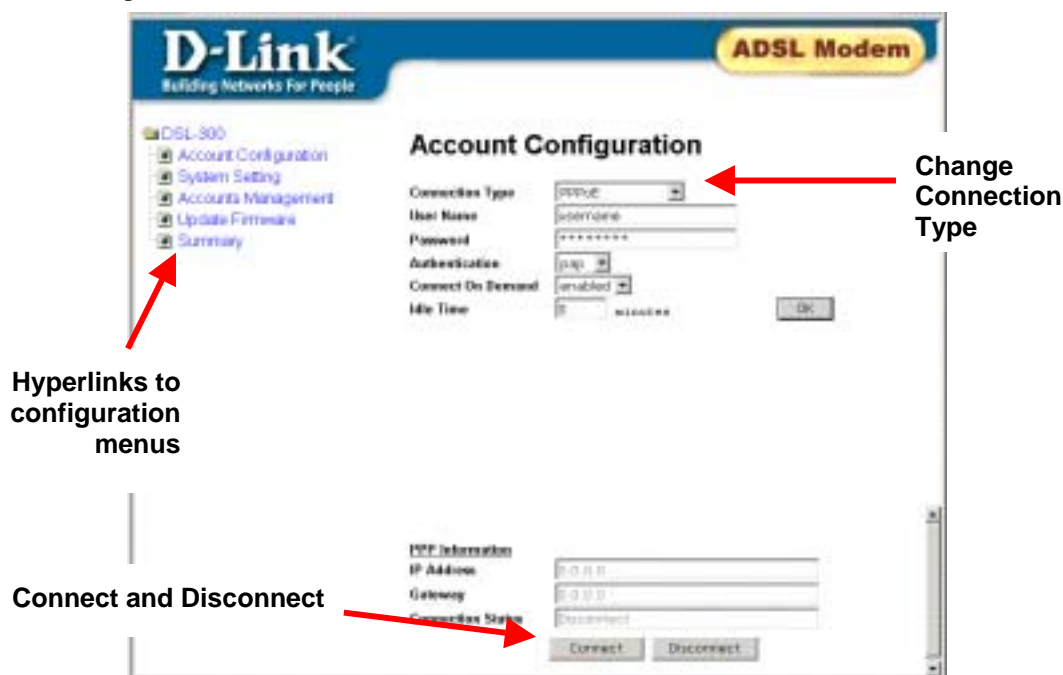 D-Link
Building Networks For People
ADSL Modem
DSL-300
Account Configuration
System Setting
Accounts Management
Update Firmware
Summary
Account Configuration
Connection Type PPPoE
User Name username
Password ********
Authentication pap
Connect On Demand enabled
Idle Time minutes
OK
Change
Connection
Type
Hyperlinks to
configuration
menus
PPP Information
IP Address 0.0.0.0
Gateway 0.0.0.0
Connection Status Disconnect
Connect and Disconnect
Connect Disconnect